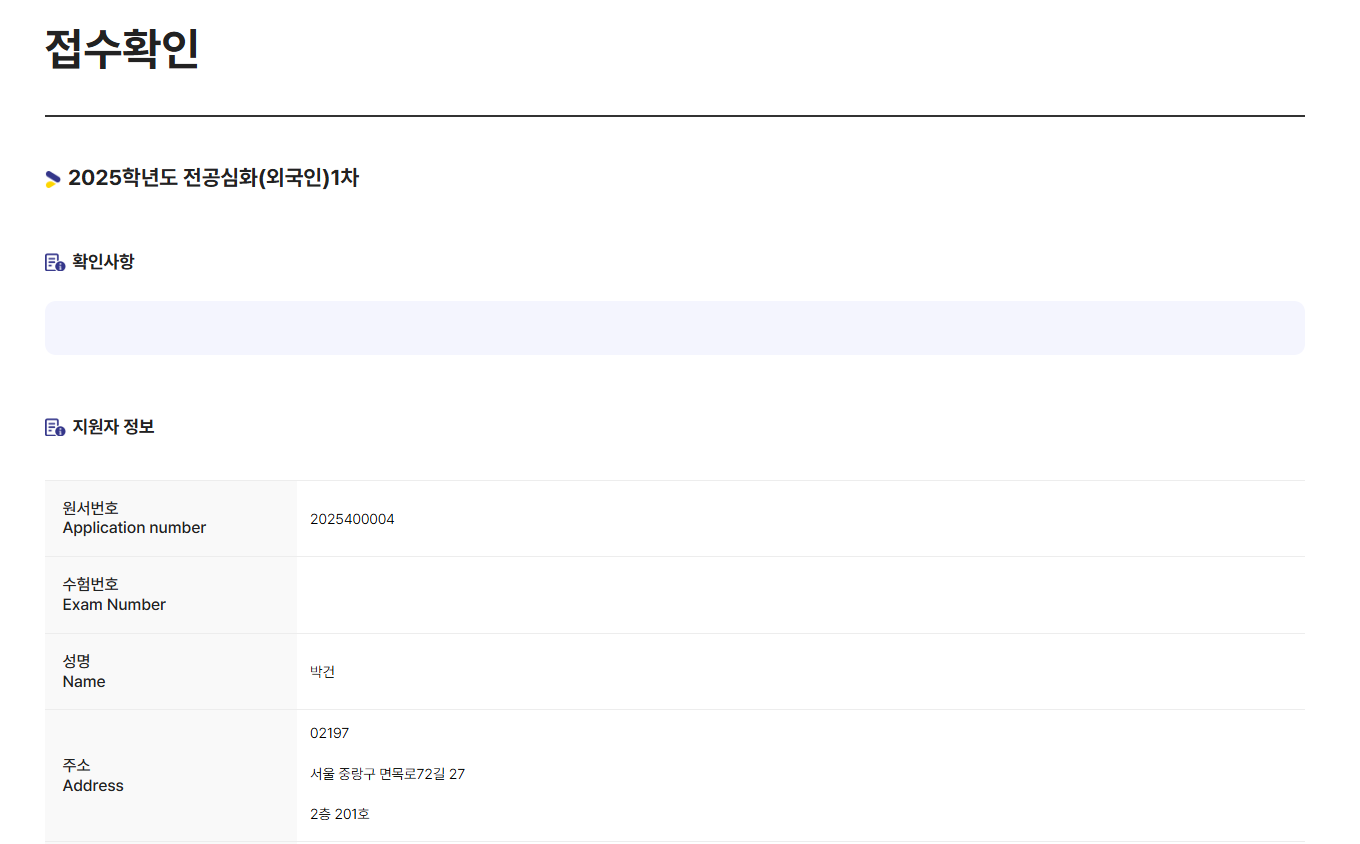 접수확인
2025학년도 전공심화(외국인)1차
확인사항
지원자 정보
원서번호
Application number
2025400004
수험번호
Exam Number
성명
Name
박건
주소
Address
02197
서울 중랑구 면목로72길 27
2층 201호